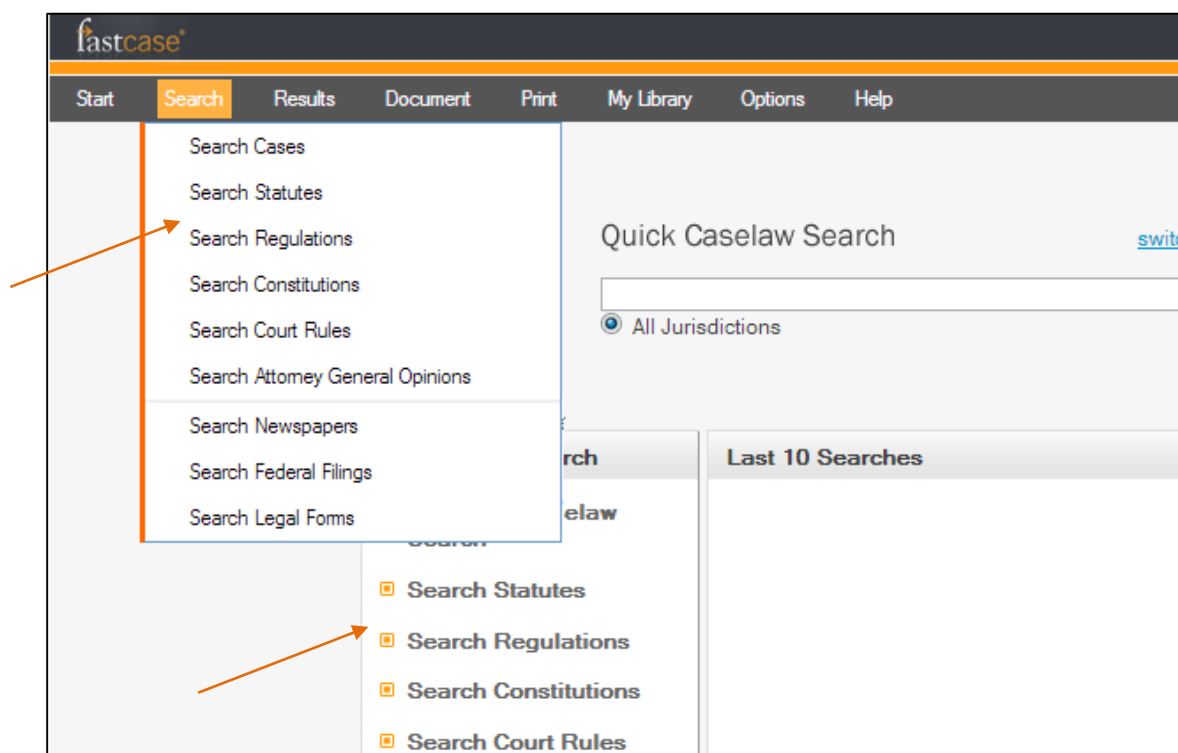 fastcase®
Start Search Results Document Print My Library Options Help
Search Cases
Search Statutes
Search Regulations
Search Constitutions
Search Court Rules
Search Attorney General Opinions
Search Newspapers
Search Federal Filings
Search Legal Forms
Quick Caselaw Search
All Jurisdictions
Last 10 Searches
Search Statutes
Search Regulations
Search Constitutions
Search Court Rules